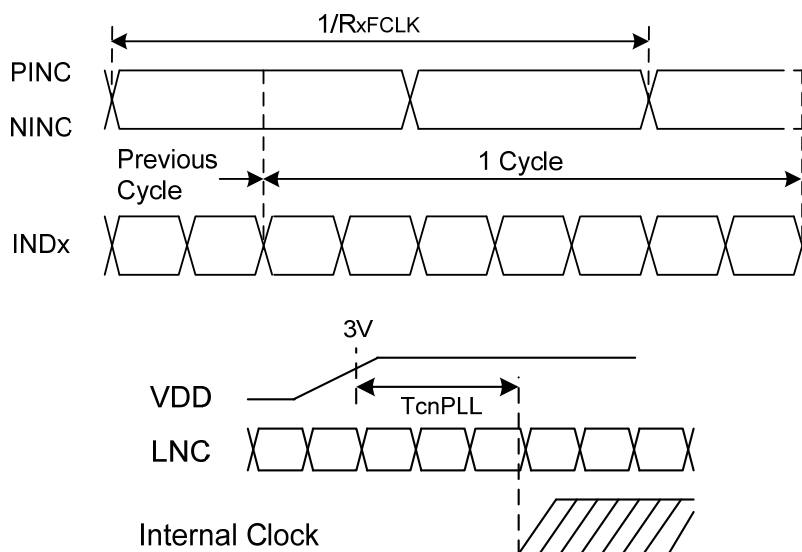 1/RxFCLK
PINC
NINC
Previous
Cycle
1 Cycle
INDx
3V
VDD
TcnPLL
LNC
Internal Clock